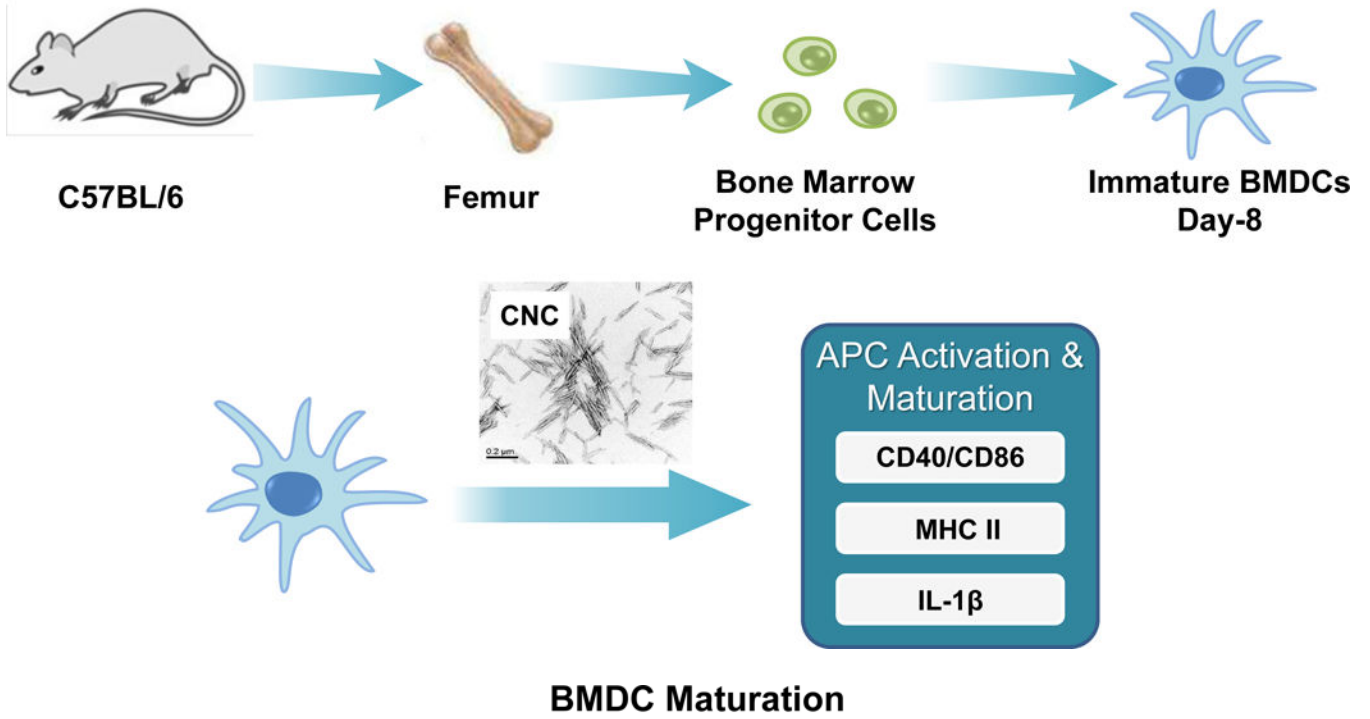 C57BL/6
Femur
Bone Marrow
Progenitor Cells
Immature BMDCs
Day-8
CNC
0.2 µm
APC Activation &
Maturation
CD40/CD86
MHC II
IL-1β
BMDC Maturation